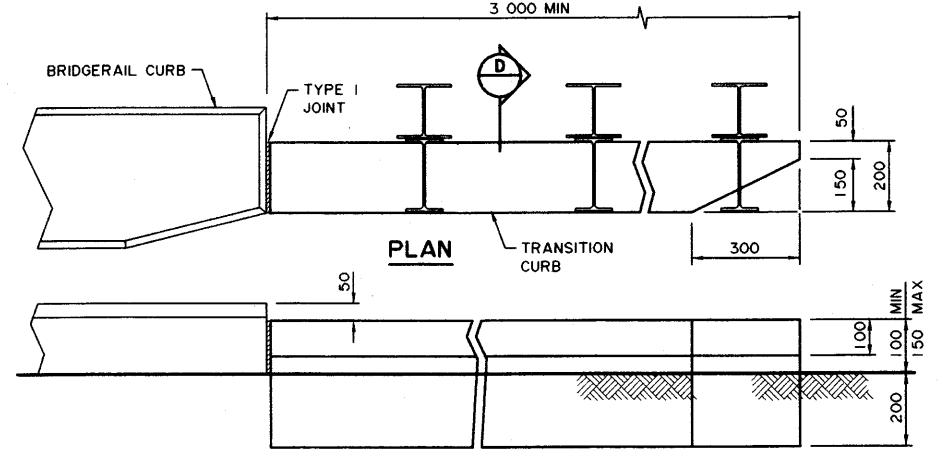 3 000 MIN
BRIDGERAIL CURB
TYPE I
JOINT
D
50
150
200
PLAN
TRANSITION
CURB
300
50
100
100 MIN
150 MAX
200